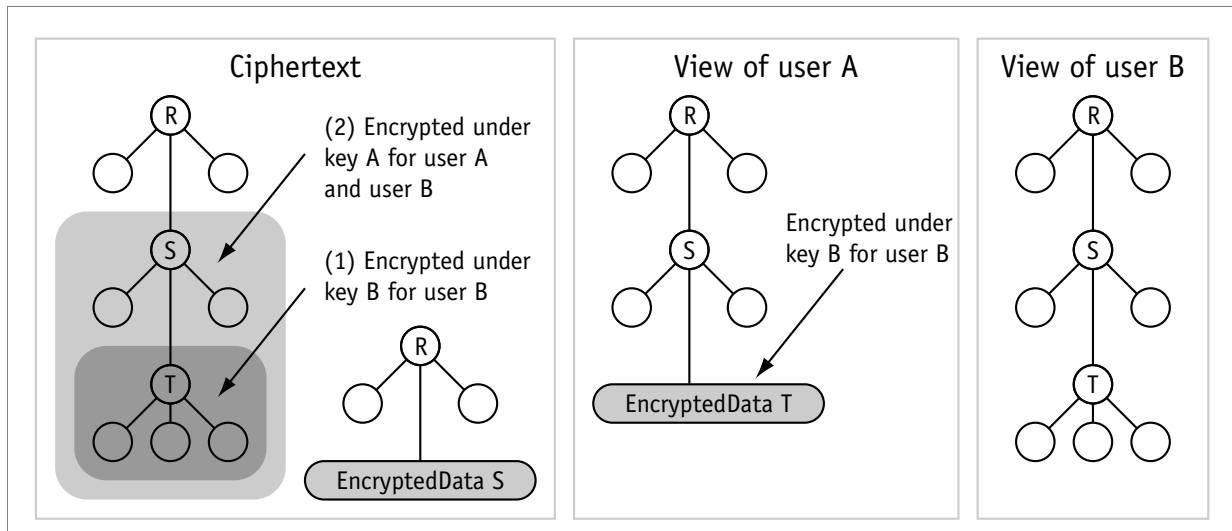 Ciphertext
R
(2) Encrypted under
key A for user A
and user B
S
(1) Encrypted under
key B for user B
T
R
EncryptedData S
View of user A
R
S
Encrypted under
key B for user B
EncryptedData T
View of user B
R
S
T